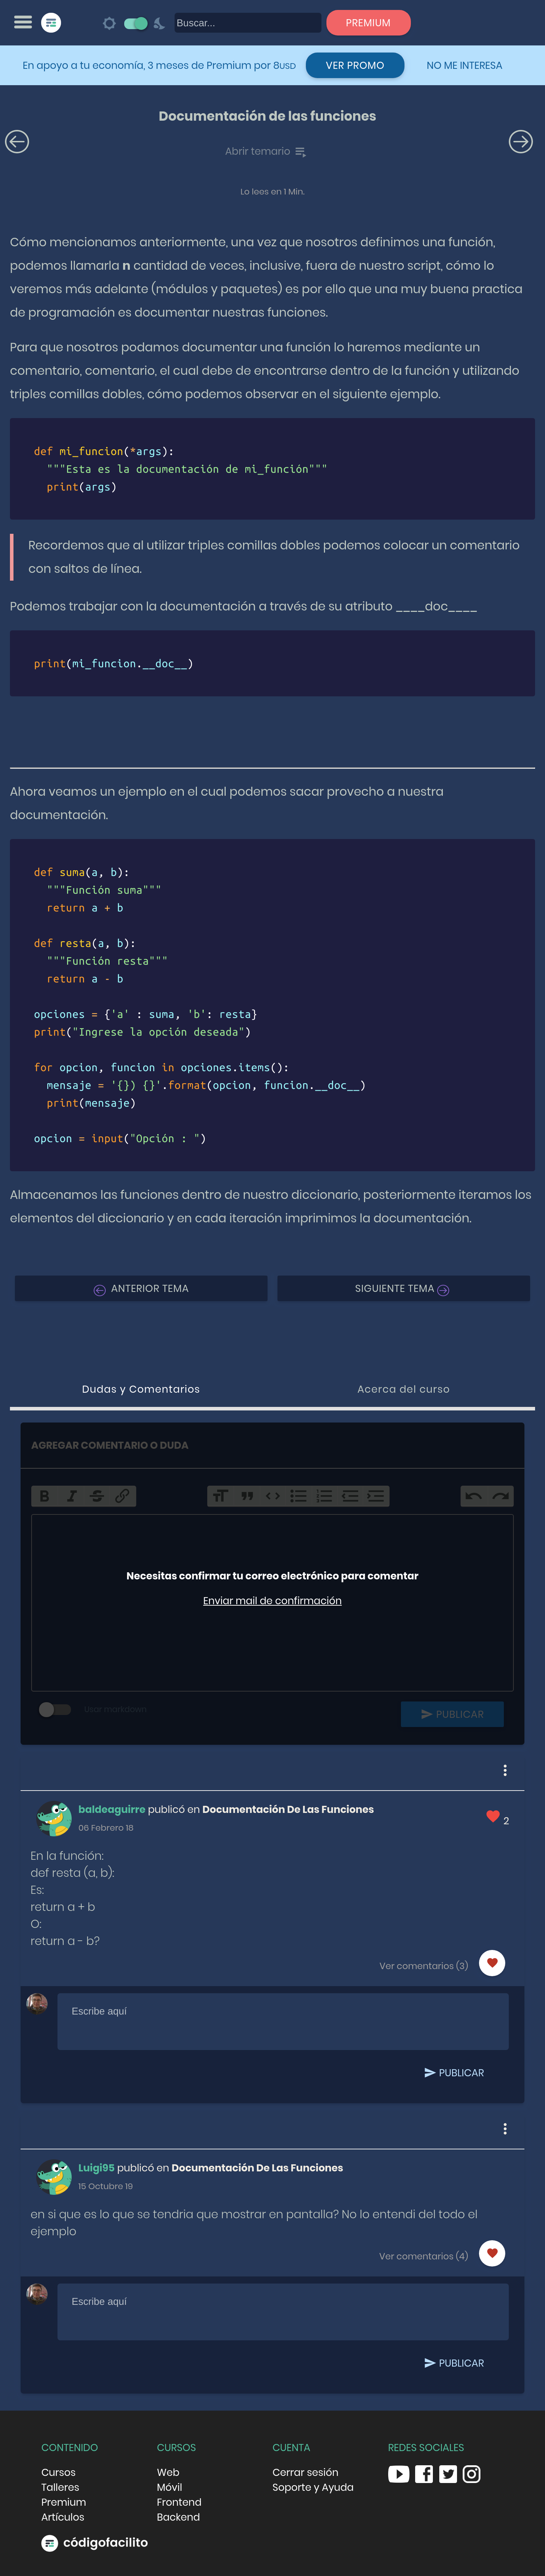 Buscar...
PREMIUM
En apoyo a tu economía, 3 meses de Premium por 8USD
VER PROMO
NO ME INTERESA
Documentación de las funciones
Abrir temario
Lo lees en 1 Min.
Cómo mencionamos anteriormente, una vez que nosotros definimos una función,
podemos llamarla n cantidad de veces, inclusive, fuera de nuestro script, cómo lo
veremos más adelante (módulos y paquetes) es por ello que una muy buena practica
de programación es documentar nuestras funciones.
Para que nosotros podamos documentar una función lo haremos mediante un
comentario, comentario, el cual debe de encontrarse dentro de la función y utilizando
triples comillas dobles, cómo podemos observar en el siguiente ejemplo.
def mi_funcion(*args):
"""Esta es la documentación de mi_función"""
print(args)
Recordemos que al utilizar triples comillas dobles podemos colocar un comentario
con saltos de línea.
Podemos trabajar con la documentación a través de su atributo ____doc____
print(mi_funcion.__doc__)
Ahora veamos un ejemplo en el cual podemos sacar provecho a nuestra
documentación.
def suma(a, b):
"""Función suma"""
return a + b
def resta(a, b):
"""Función resta"""
return a - b
opciones = {'a' : suma, 'b': resta}
print("Ingrese la opción deseada")
for opcion, funcion in opciones.items():
mensaje = '{}) {}'.format(opcion, funcion.__doc__)
print(mensaje)
opcion = input("Opción : ")
Almacenamos las funciones dentro de nuestro diccionario, posteriormente iteramos los
elementos del diccionario y en cada iteración imprimimos la documentación.
ANTERIOR TEMA
SIGUIENTE TEMA
Dudas y Comentarios
Acerca del curso
AGREGAR COMENTARIO O DUDA
Necesitas confirmar tu correo electrónico para comentar
Enviar mail de confirmación
Usar markdown
PUBLICAR
baldeaguirre publicó en Documentación De Las Funciones
06 Febrero 18
2
En la función:
def resta (a, b):
Es:
return a + b
O:
return a - b?
Ver comentarios (3)
Escribe aquí
PUBLICAR
Luigi95 publicó en Documentación De Las Funciones
15 Octubre 19
en si que es lo que se tendria que mostrar en pantalla? No lo entendi del todo el
ejemplo
Ver comentarios (4)
Escribe aquí
PUBLICAR
CONTENIDO
Cursos
Talleres
Premium
Artículos
CURSOS
Web
Móvil
Frontend
Backend
CUENTA
Cerrar sesión
Soporte y Ayuda
REDES SOCIALES
códigofacilito